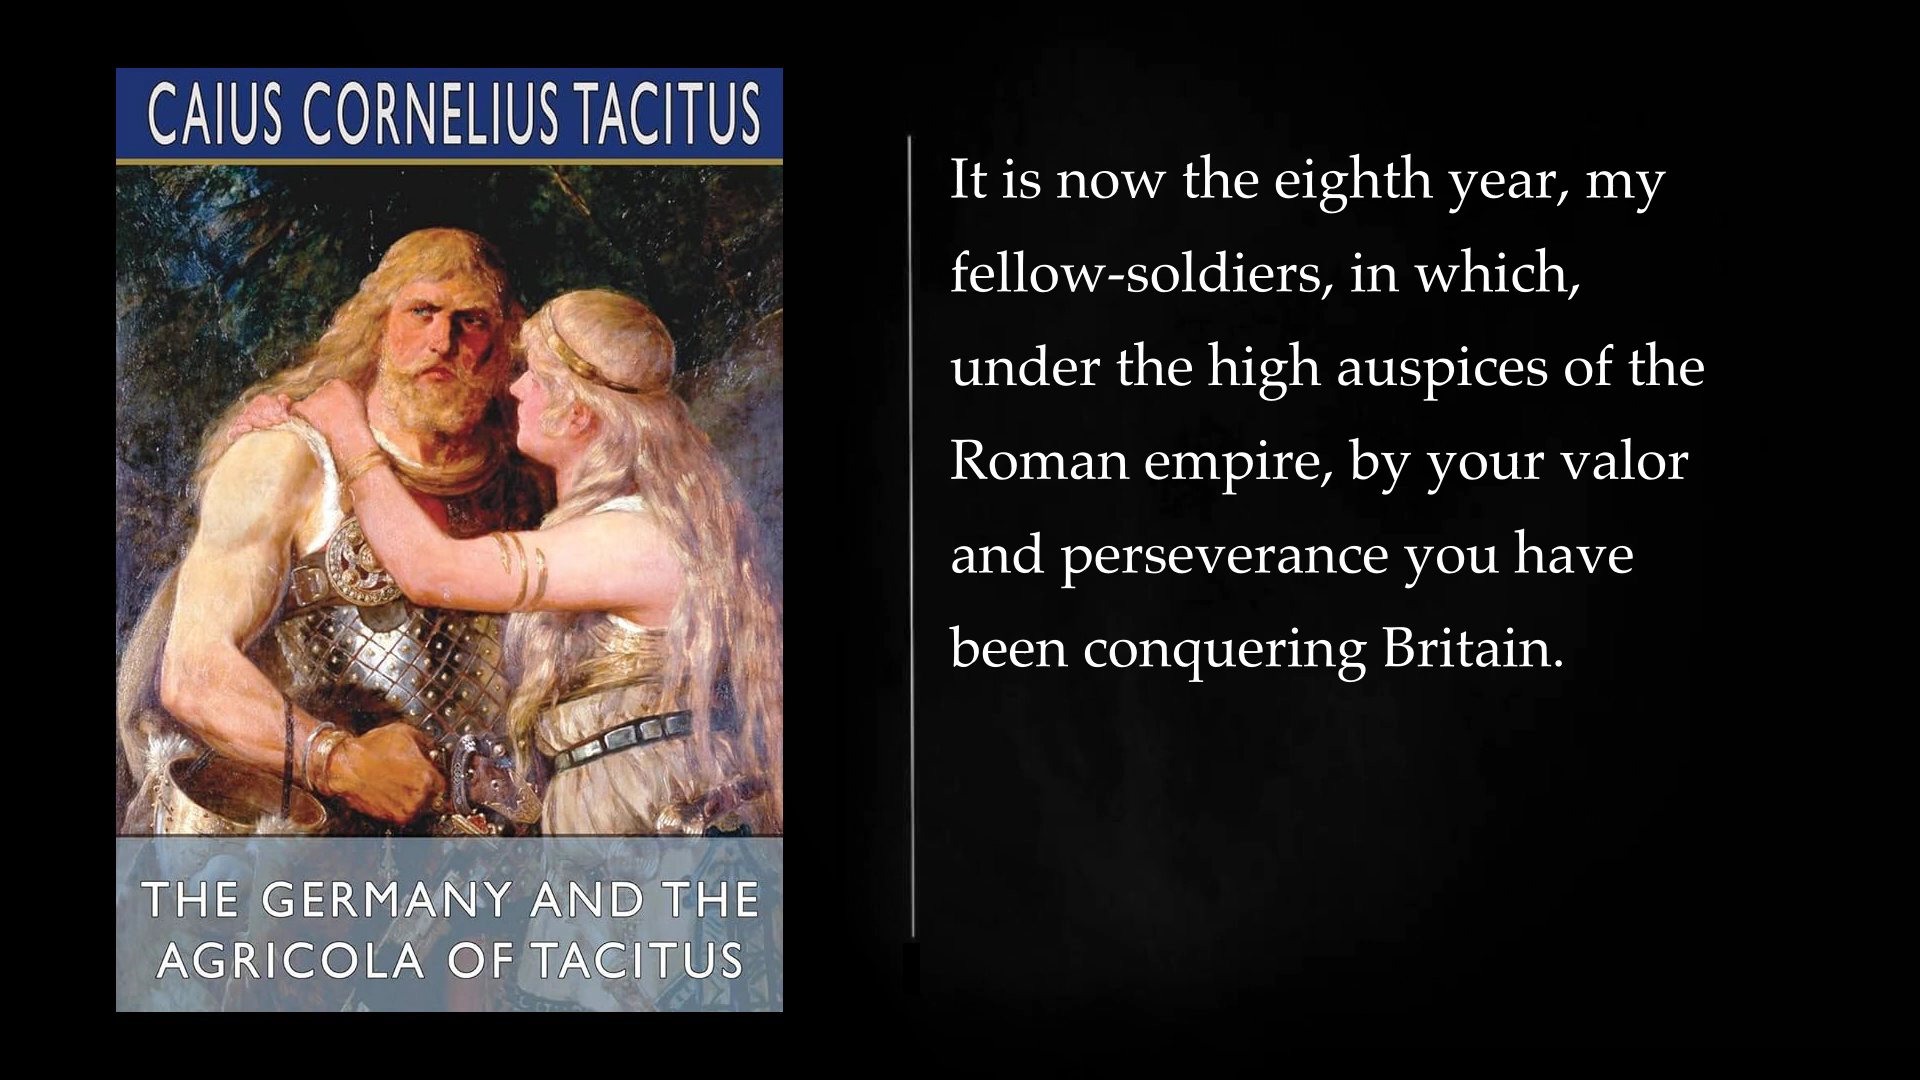 CAIUS CORNELIUS TACITUS
THE GERMANY AND THE
AGRICOLA OF TACITUS
It is now the eighth year, my
fellow-soldiers, in which,
under the high auspices of the
Roman empire, by your valor
and perseverance you have
been conquering Britain.